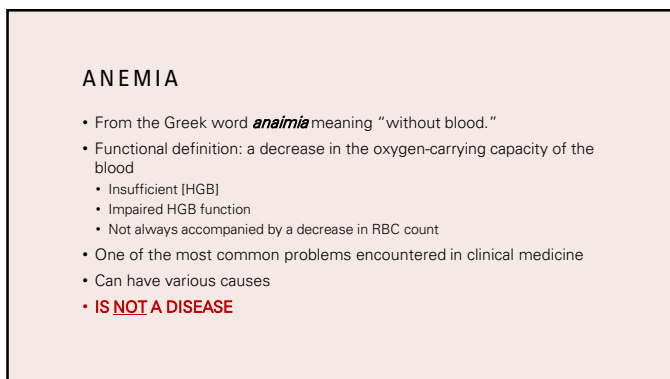 ANEMIA
• From the Greek word anaimia meaning “without blood.”
• Functional definition: a decrease in the oxygen-carrying capacity of the
blood
• Insufficient [HGB]
• Impaired HGB function
• Not always accompanied by a decrease in RBC count
• One of the most common problems encountered in clinical medicine
• Can have various causes
• IS NOT A DISEASE